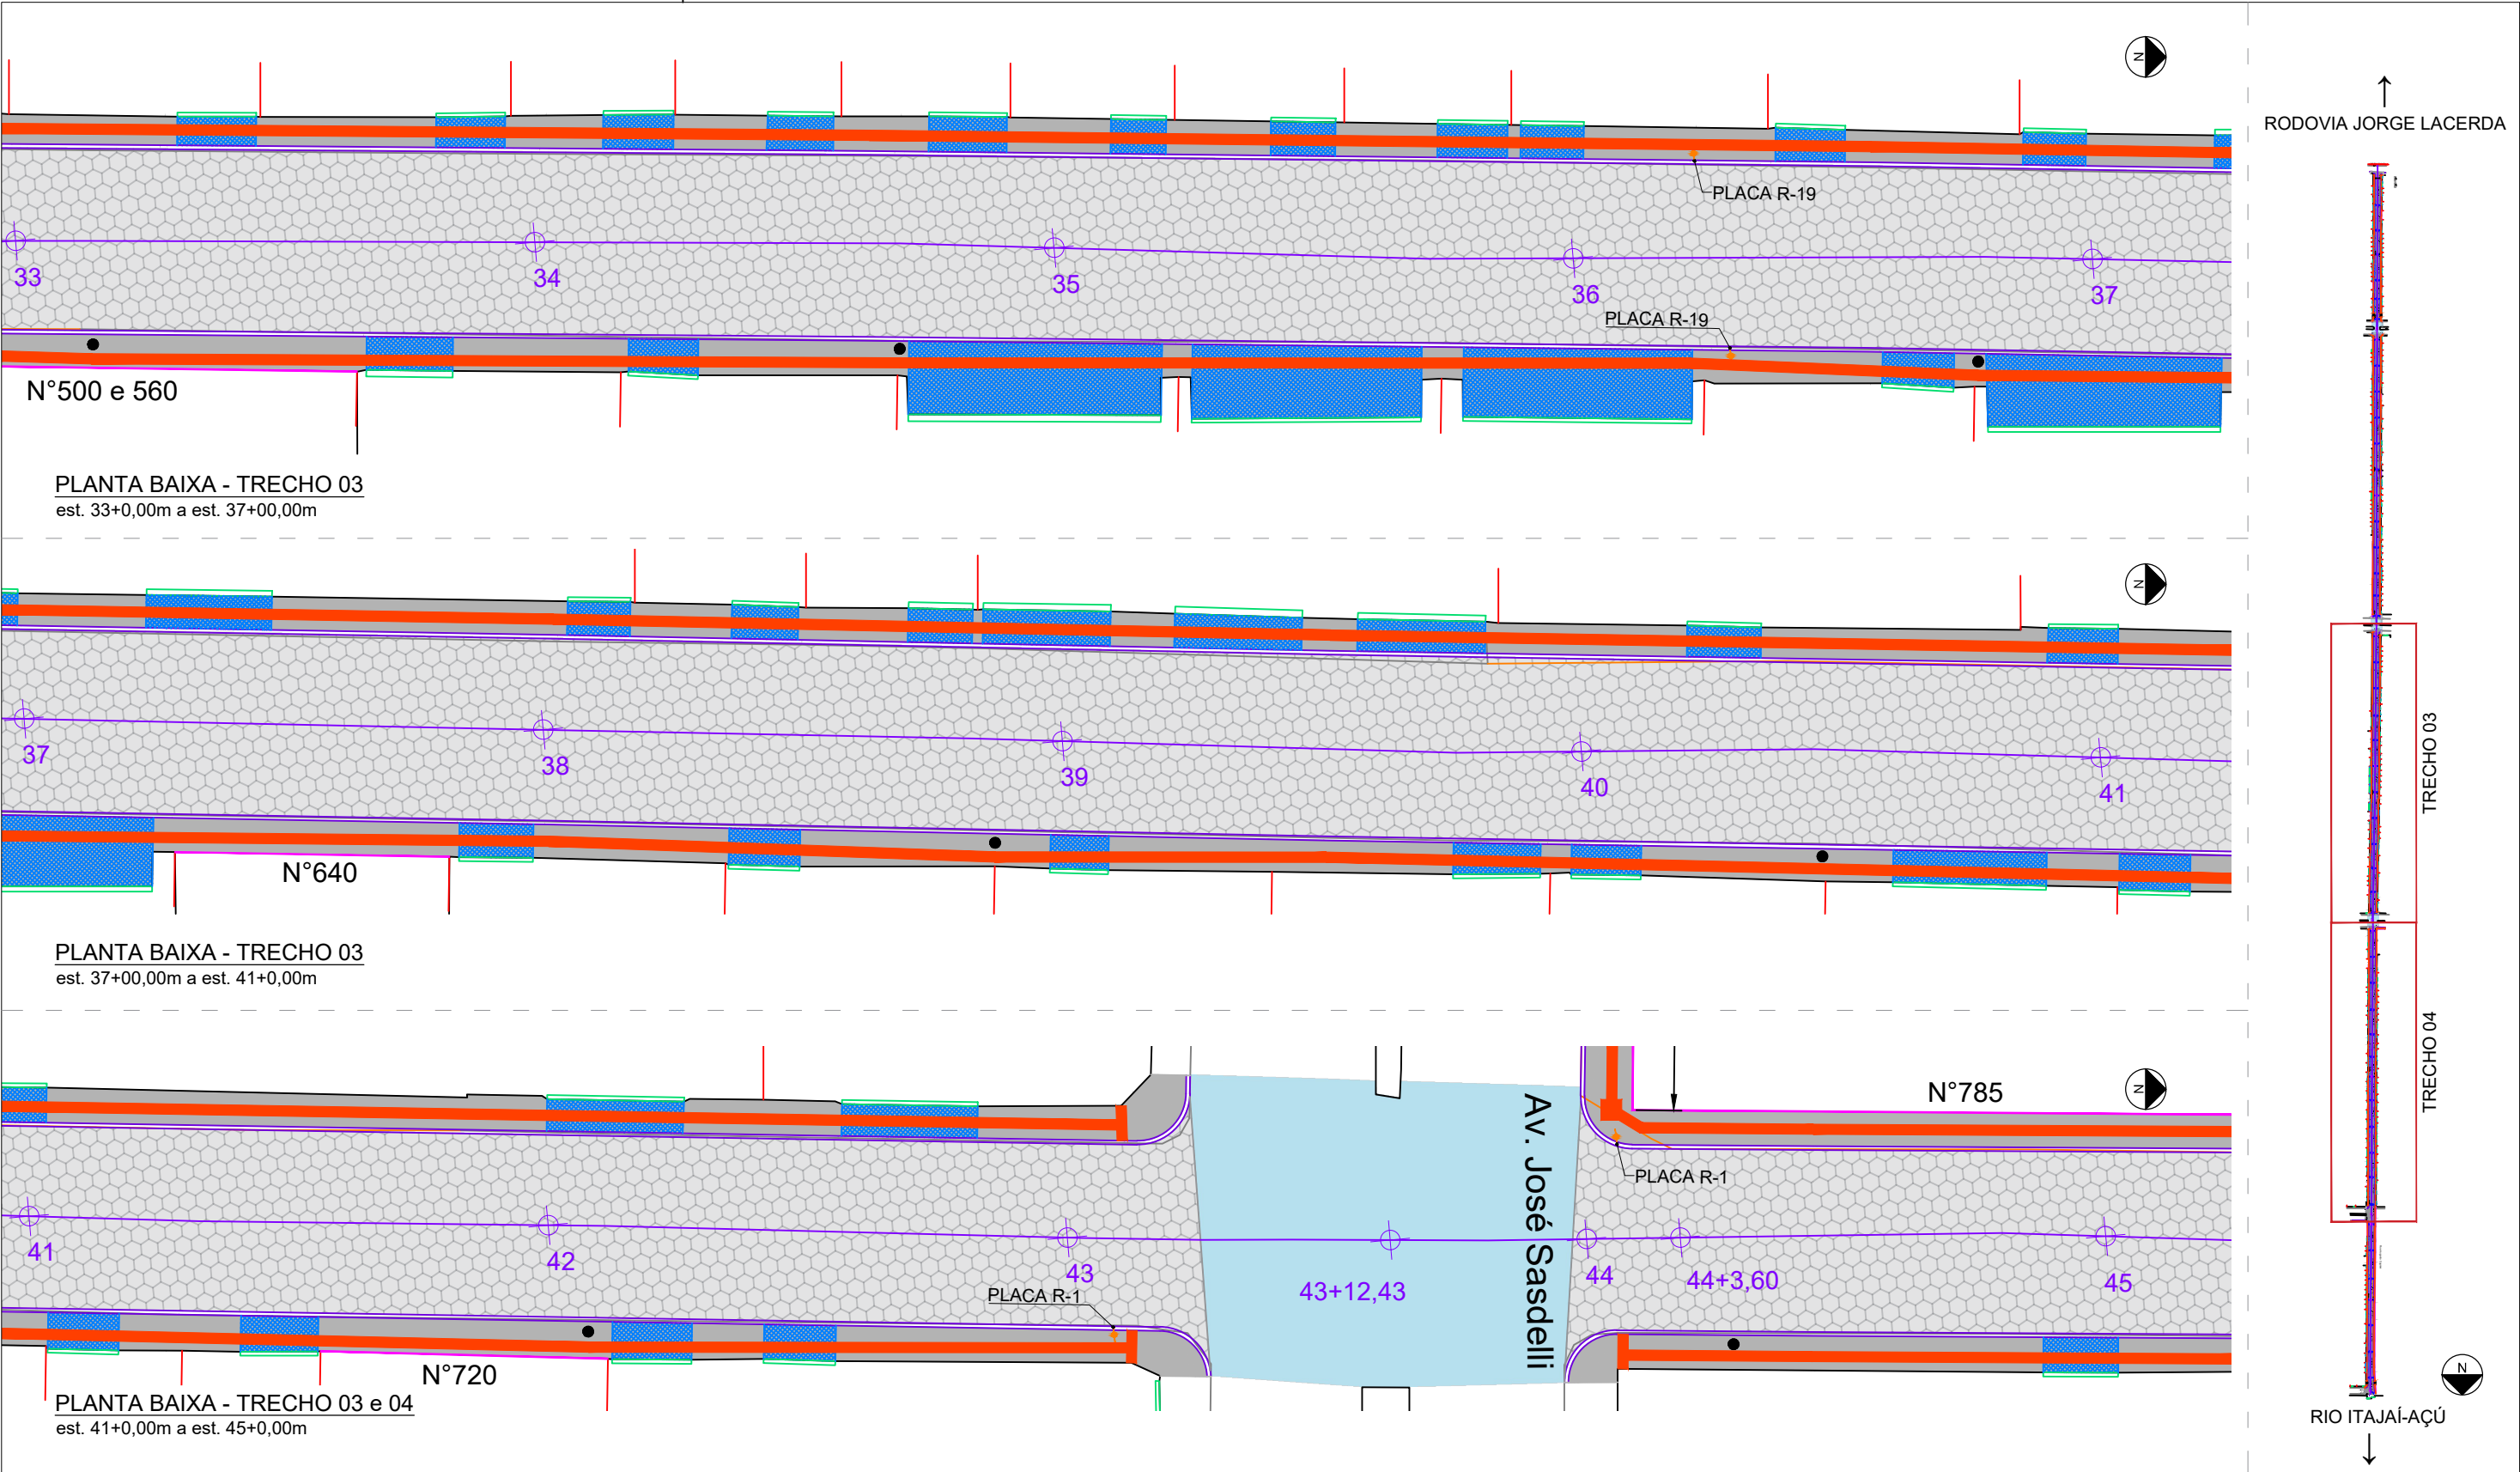 N
PLACA R-19
33
34
35
36
37
PLACA R-19
N°500 e 560
PLANTA BAIXA - TRECHO 03
est. 33+0,00m a est. 37+00,00m
N
37
38
39
40
41
N°640
PLANTA BAIXA - TRECHO 03
est. 37+00,00m a est. 41+0,00m
N
N°785
Av. José Sasdelli
PLACA R-1
41
42
43
43+12,43
44
44+3,60
45
PLACA R-1
N°720
PLANTA BAIXA - TRECHO 03 e 04
est. 41+0,00m a est. 45+0,00m
RODOVIA JORGE LACERDA
TRECHO 03
TRECHO 04
N
RIO ITAJAÍ-AÇÚ